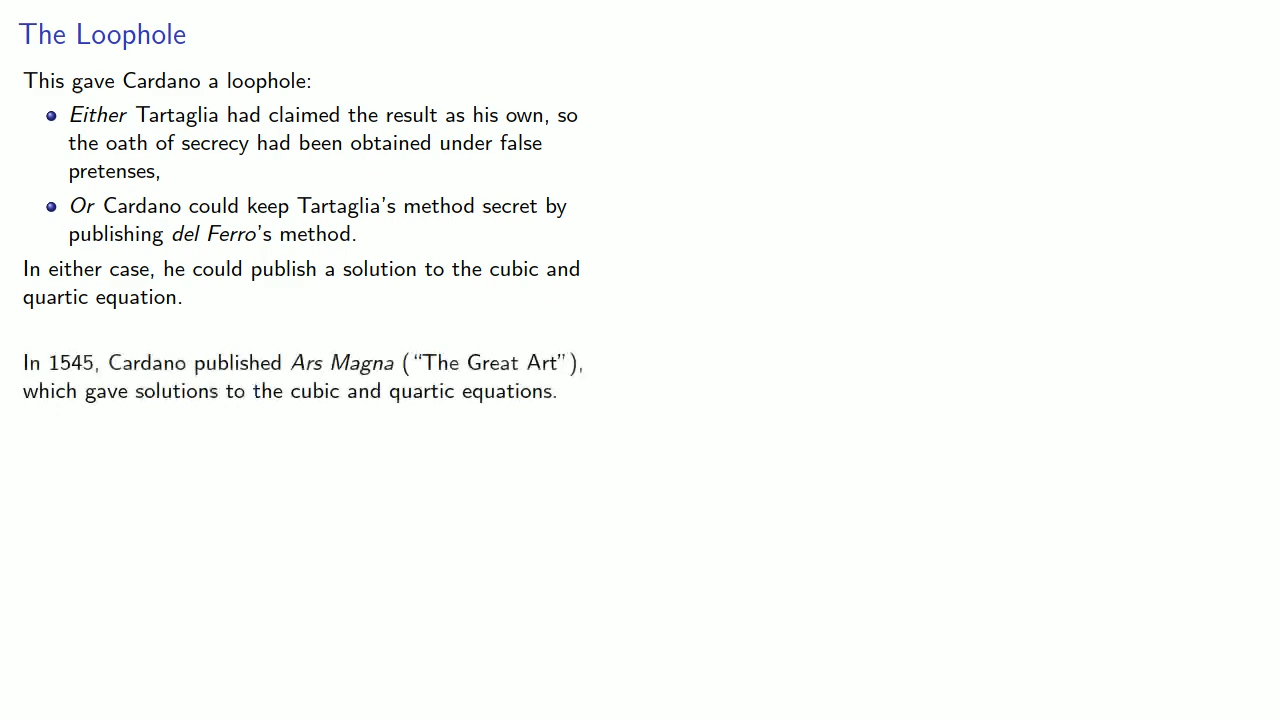 The Loophole
This gave Cardano a loophole:
Either Tartaglia had claimed the result as his own, so
the oath of secrecy had been obtained under false
pretenses,
Or Cardano could keep Tartaglia's method secret by
publishing del Ferro's method.
In either case, he could publish a solution to the cubic and
quartic equation.
In 1545, Cardano published Ars Magna (“The Great Art”),
which gave solutions to the cubic and quartic equations.